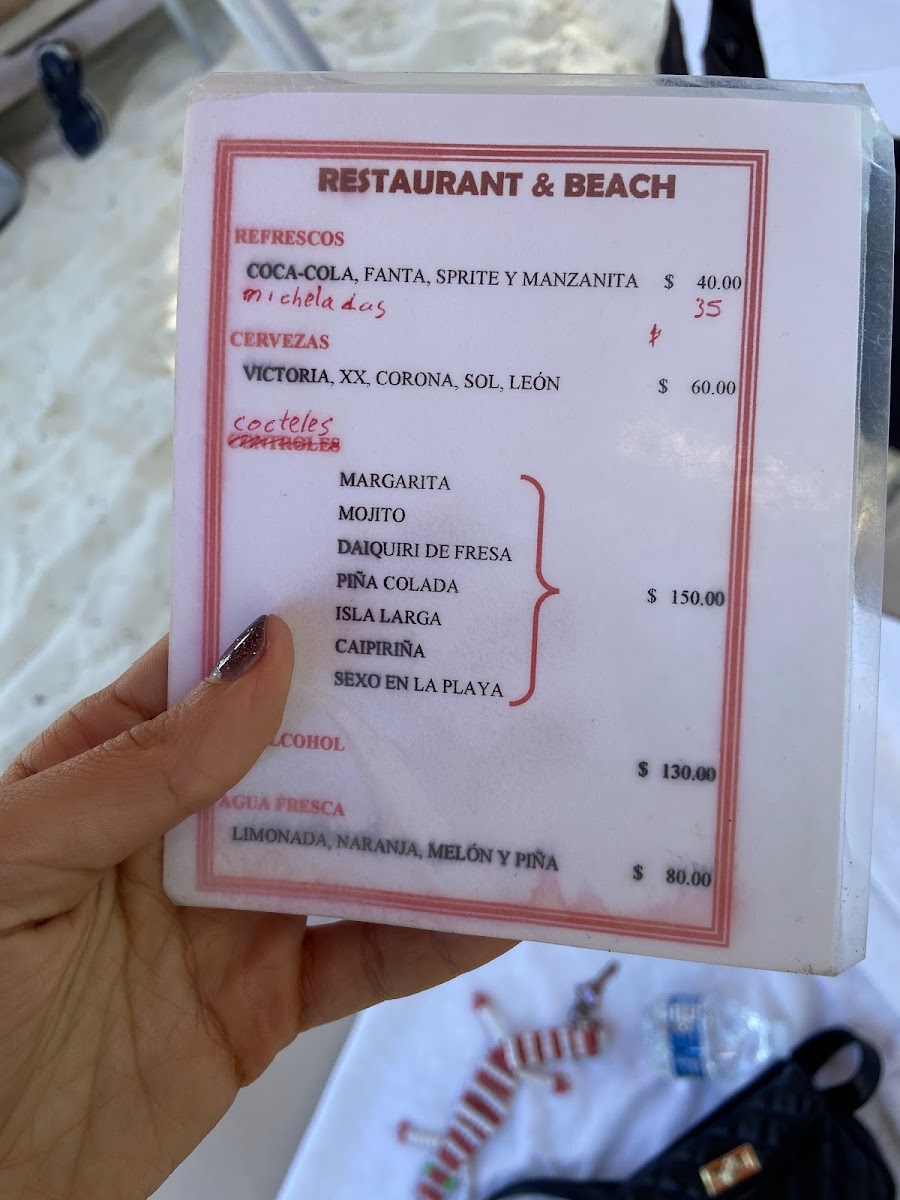 RESTAURANT & BEACH
REFRESCOS
COCA-COLA, FANTA, SPRITE Y MANZANITA $ 40.00
micheladas $ 35
CERVEZAS
VICTORIA, XX, CORONA, SOL, LEÓN $ 60.00
cocteles
CONTROLES
MARGARITA
MOJITO
DAIQUIRI DE FRESA
PIÑA COLADA
ISLA LARGA
$ 150.00
CAIPIRIÑA
SEXO EN LA PLAYA
LCOHOL
$ 130.00
AGUA FRESCA
LIMONADA, NARANJA, MELÓN Y PIÑA $ 80.00